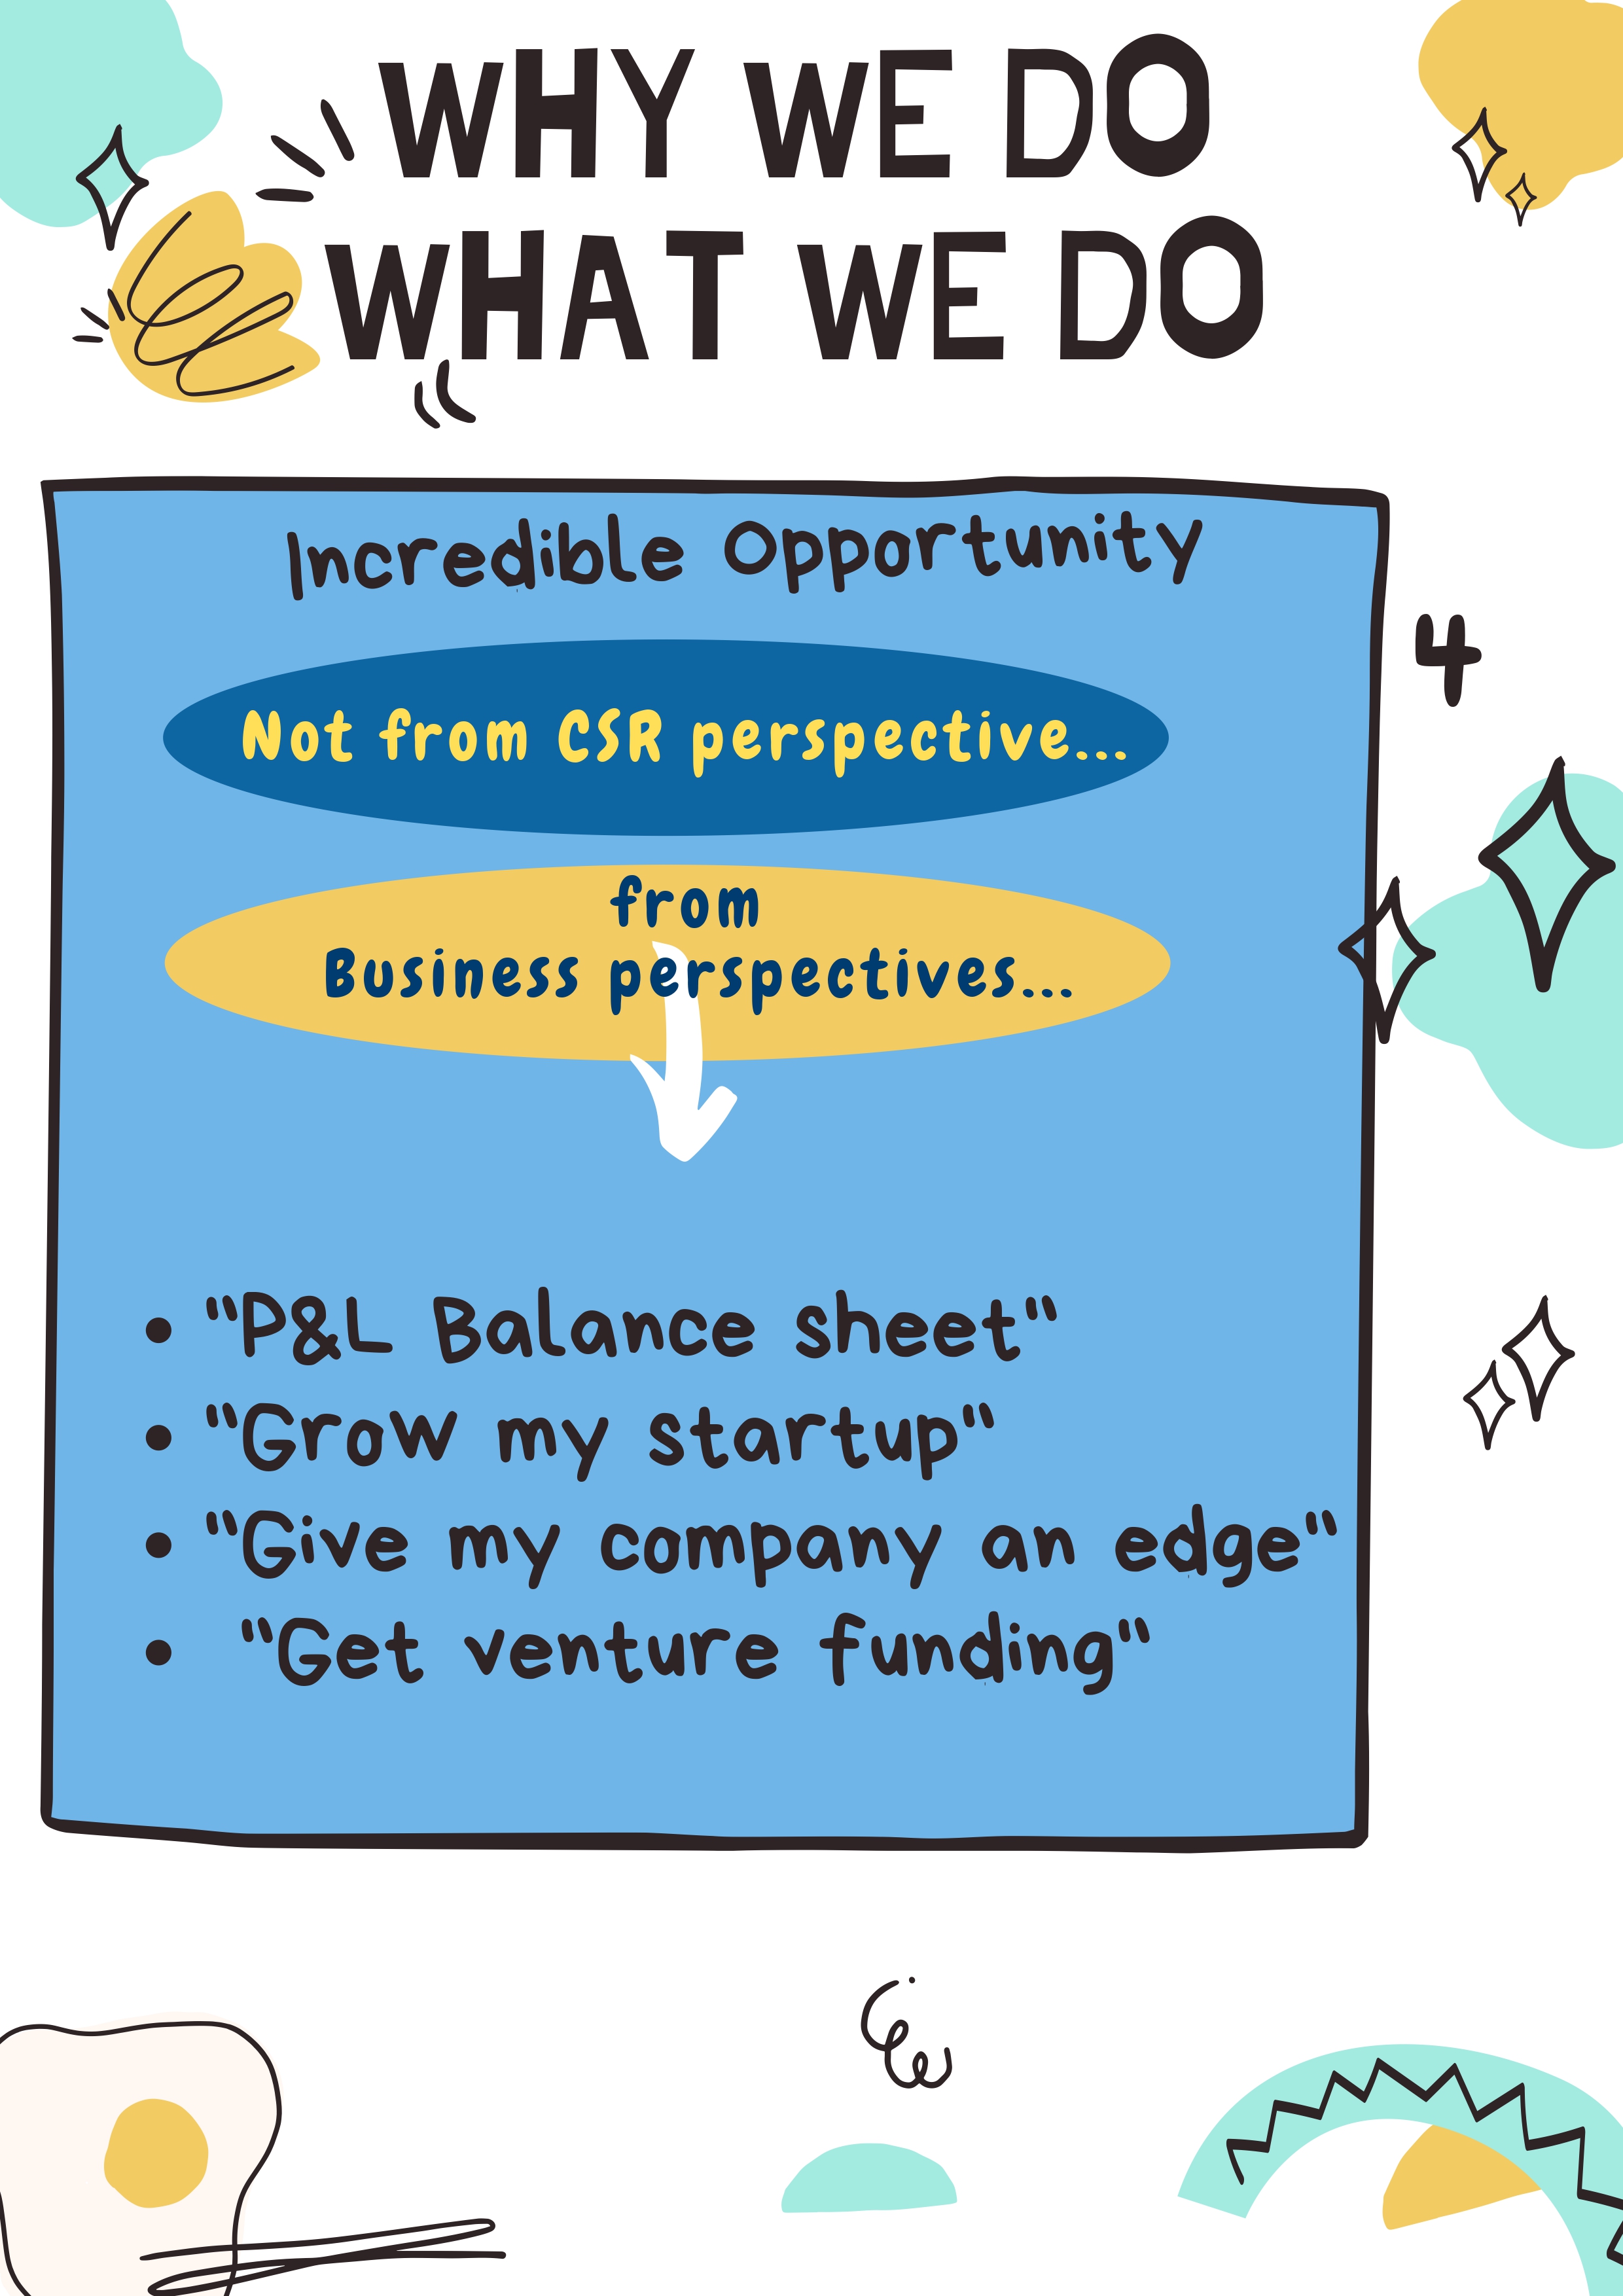 WHY WE DO
WHAT WE DO
Incredible Opportunity
4
Not from CSR perspective...
from
Business perspectives...
• "P&L Balance sheet"
• "Grow my startup"
• "Give my company an edge"
• "Get venture funding"